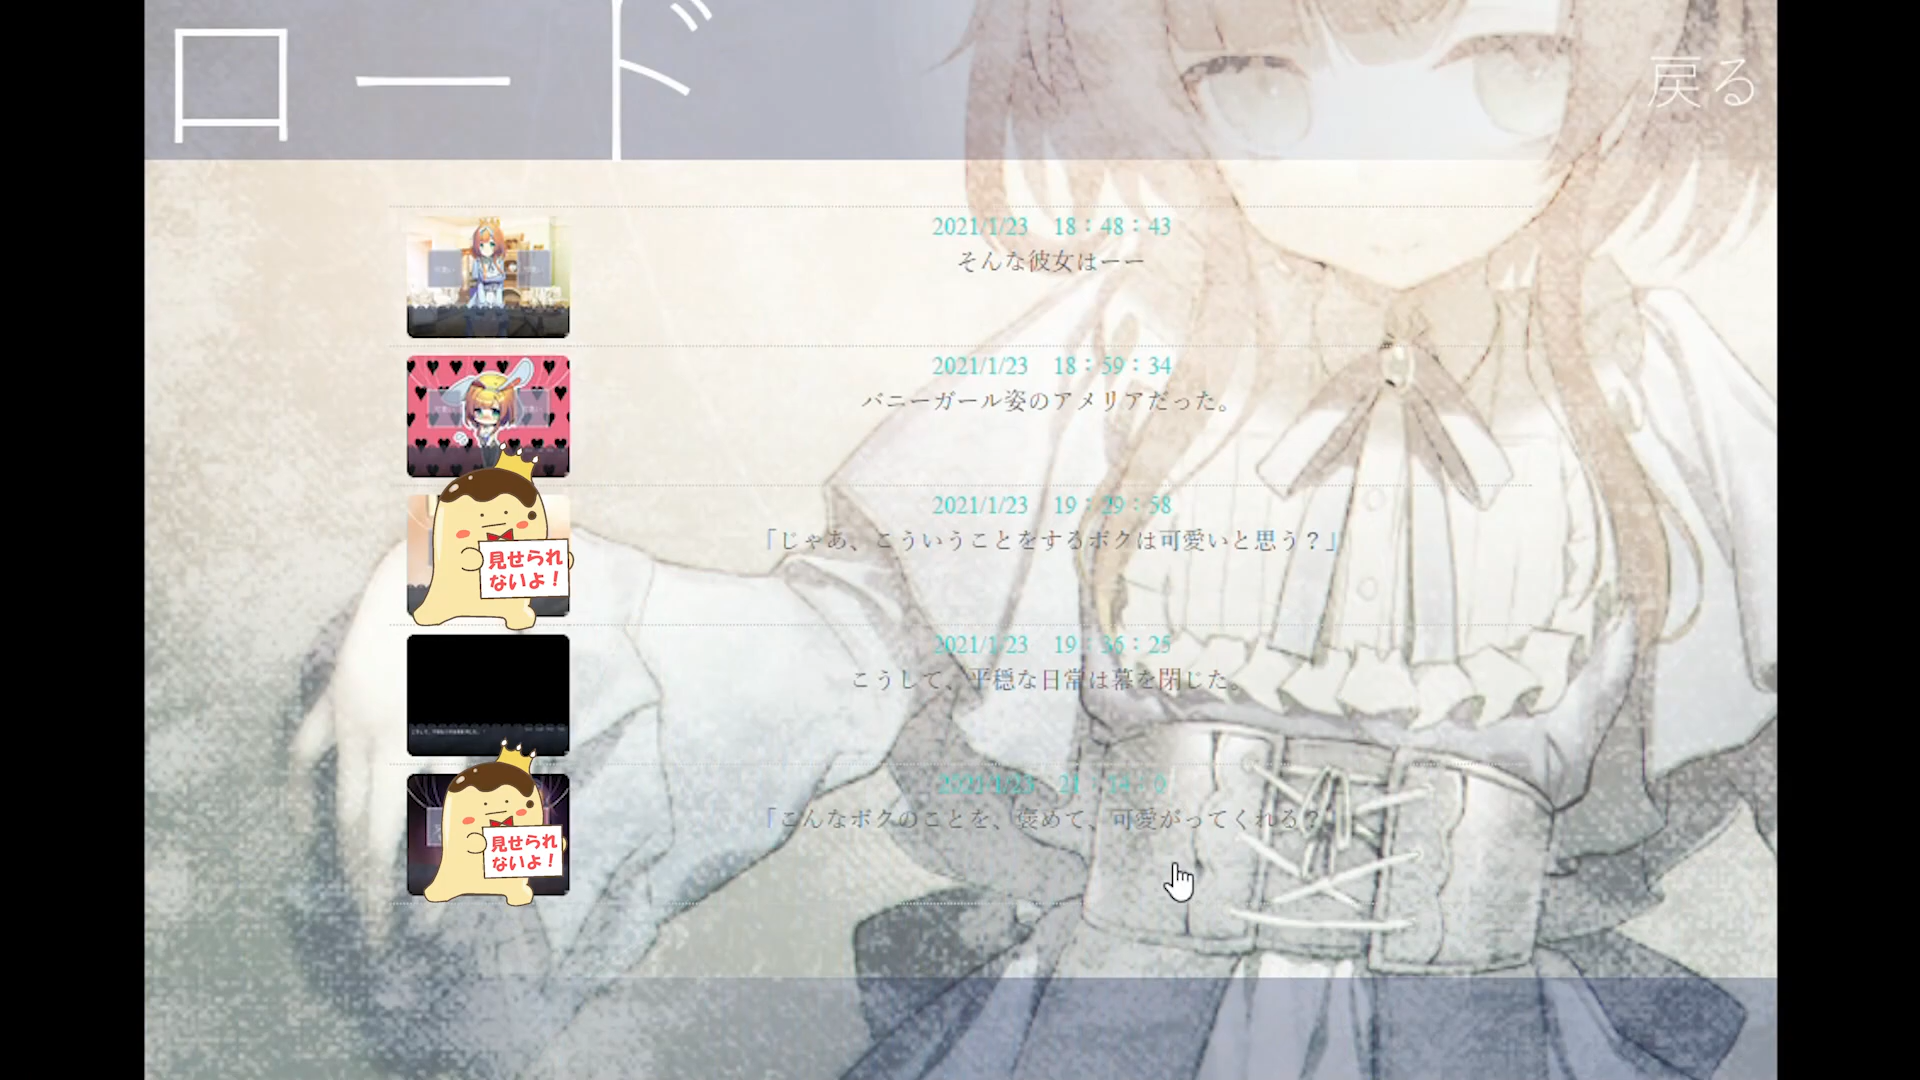 ロード
戻る
2021/1/23　18：48：43
そんな彼女はーー
2021/1/23　18：59：34
バニーガール姿のアメリアだった。
2021/1/23　19：29：58
「じゃあ、こういうことをするボクは可愛いと思う？」
見せられ
ないよ！
2021/1/23　19：36：25
こうして、平穏な日常は幕を閉じた。
2021/1/23　21：14：0
「こんなボクのことを、褒めて、可愛がってくれる？
見せられ
ないよ！